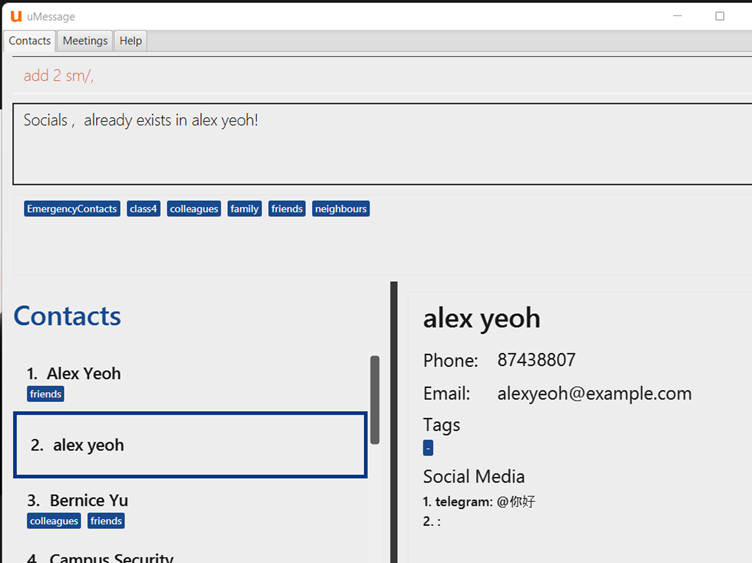 uMessage
Contacts Meetings Help
add 2 sm/,
Socials , already exists in alex yeoh!
EmergencyContacts class4 colleagues family friends neighbours
Contacts
1. Alex Yeoh
friends
2. alex yeoh
3. Bernice Yu
colleagues friends
4. Campus Security
alex yeoh
Phone: 87438807
Email: alexyeoh@example.com
Tags
-
Social Media
1. telegram: @你好
2. :